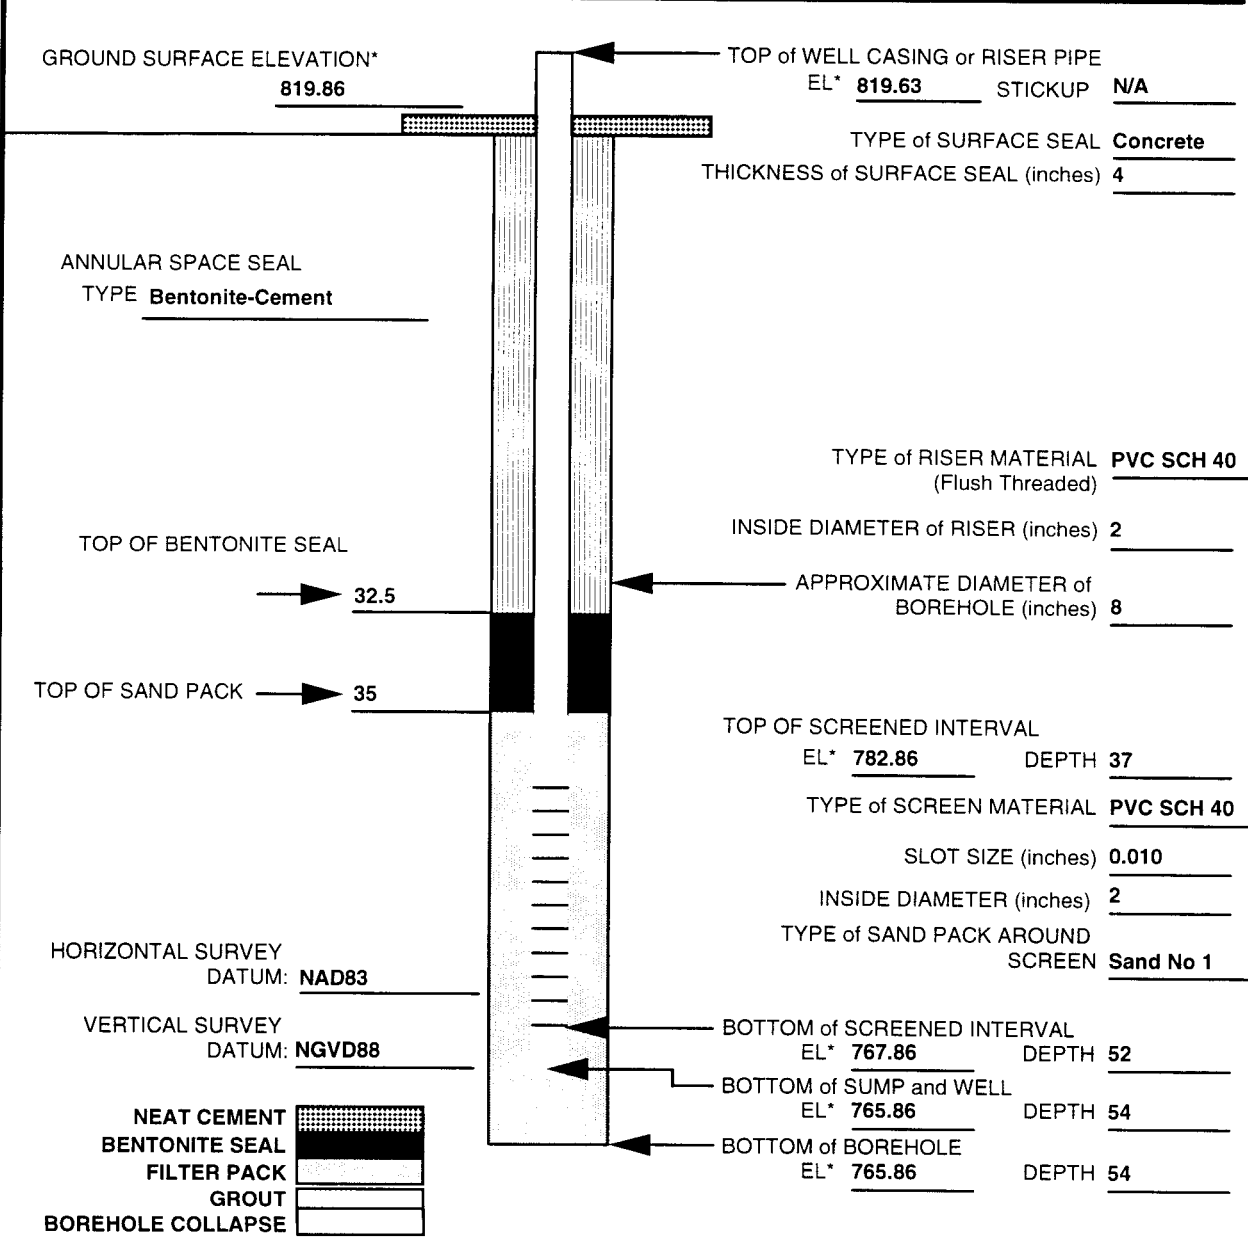 GROUND SURFACE ELEVATION*
819.86
TOP of WELL CASING or RISER PIPE
EL* 819.63 STICKUP N/A
TYPE of SURFACE SEAL Concrete
THICKNESS of SURFACE SEAL (inches) 4
ANNULAR SPACE SEAL
TYPE Bentonite-Cement
TYPE of RISER MATERIAL PVC SCH 40
(Flush Threaded)
INSIDE DIAMETER of RISER (inches) 2
TOP OF BENTONITE SEAL
32.5
APPROXIMATE DIAMETER of
BOREHOLE (inches) 8
TOP OF SAND PACK 35
TOP OF SCREENED INTERVAL
EL* 782.86 DEPTH 37
TYPE of SCREEN MATERIAL PVC SCH 40
SLOT SIZE (inches) 0.010
INSIDE DIAMETER (inches) 2
TYPE of SAND PACK AROUND
SCREEN Sand No 1
HORIZONTAL SURVEY
DATUM: NAD83
VERTICAL SURVEY
DATUM: NGVD88
BOTTOM of SCREENED INTERVAL
EL* 767.86 DEPTH 52
BOTTOM of SUMP and WELL
EL* 765.86 DEPTH 54
BOTTOM of BOREHOLE
EL* 765.86 DEPTH 54
NEAT CEMENT
BENTONITE SEAL
FILTER PACK
GROUT
BOREHOLE COLLAPSE